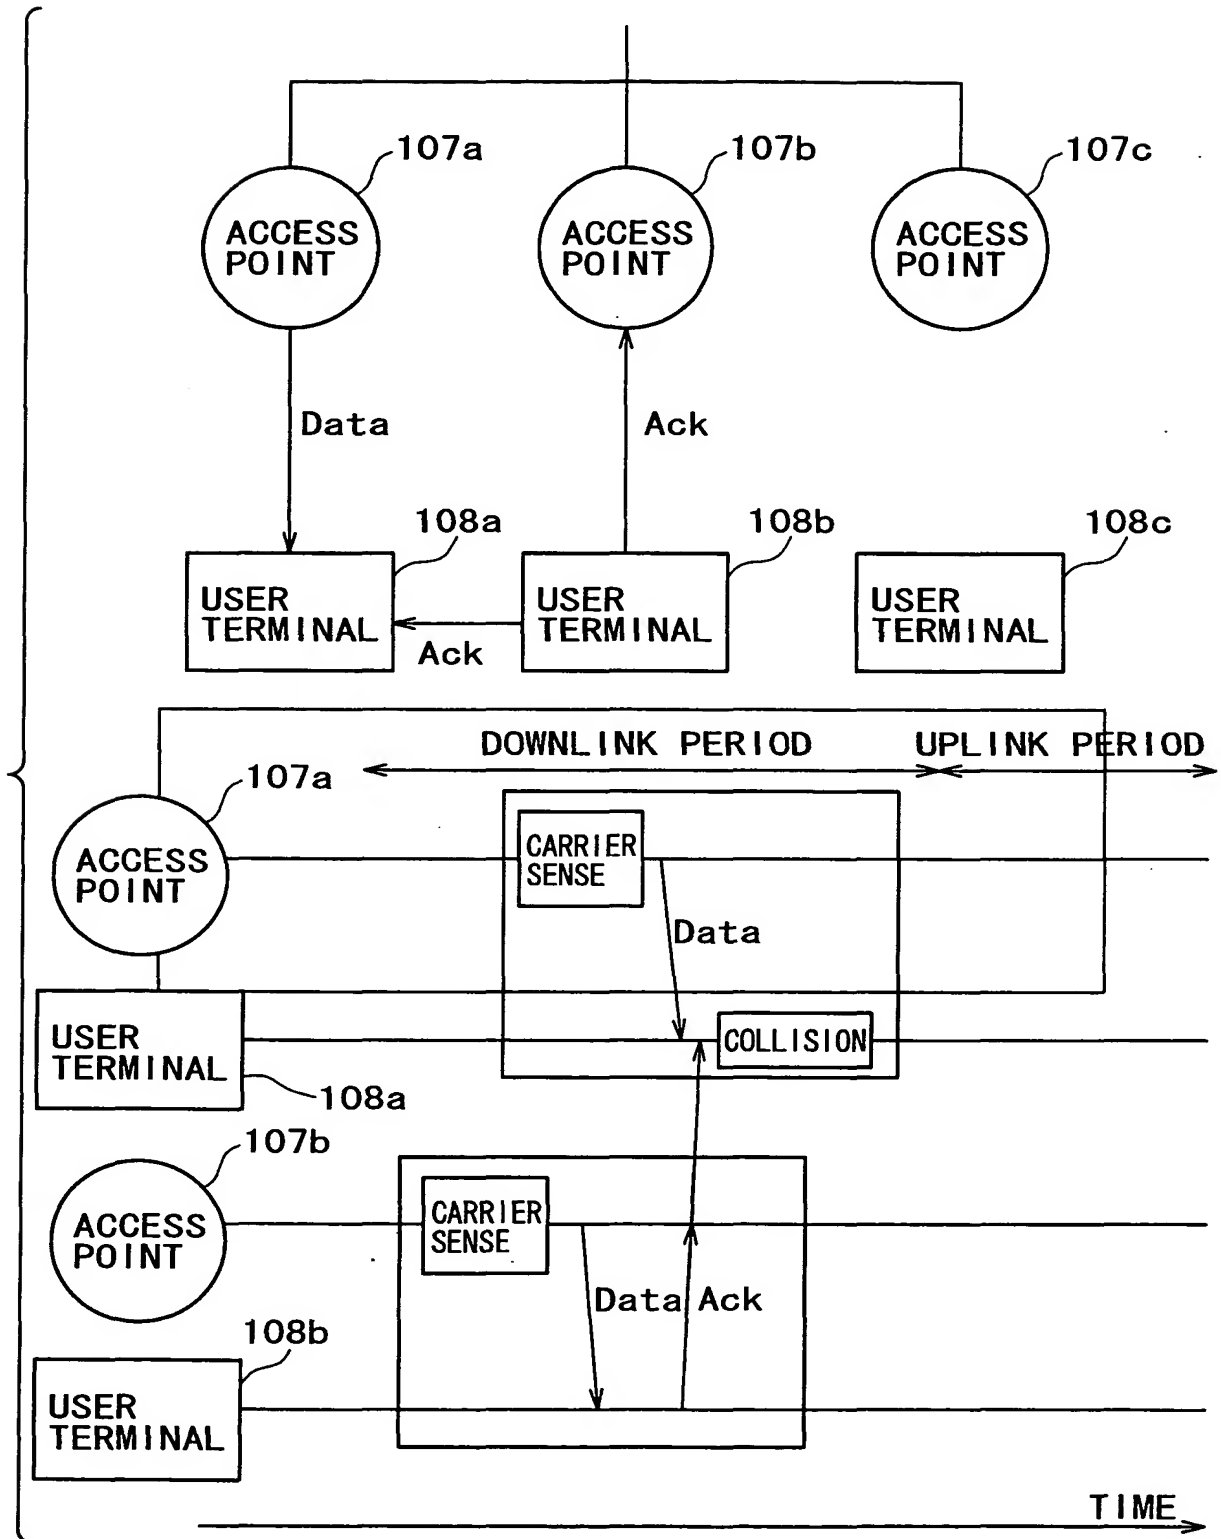 107a
107b
107c
ACCESS
POINT
ACCESS
POINT
ACCESS
POINT
Data
Ack
108a
108b
108c
USER
TERMINAL
USER
TERMINAL
USER
TERMINAL
Ack
DOWNLINK PERIOD
UPLINK PERIOD
107a
ACCESS
POINT
CARRIER
SENSE
Data
USER
TERMINAL
COLLISION
108a
107b
ACCESS
POINT
CARRIER
SENSE
Data
Ack
108b
USER
TERMINAL
TIME